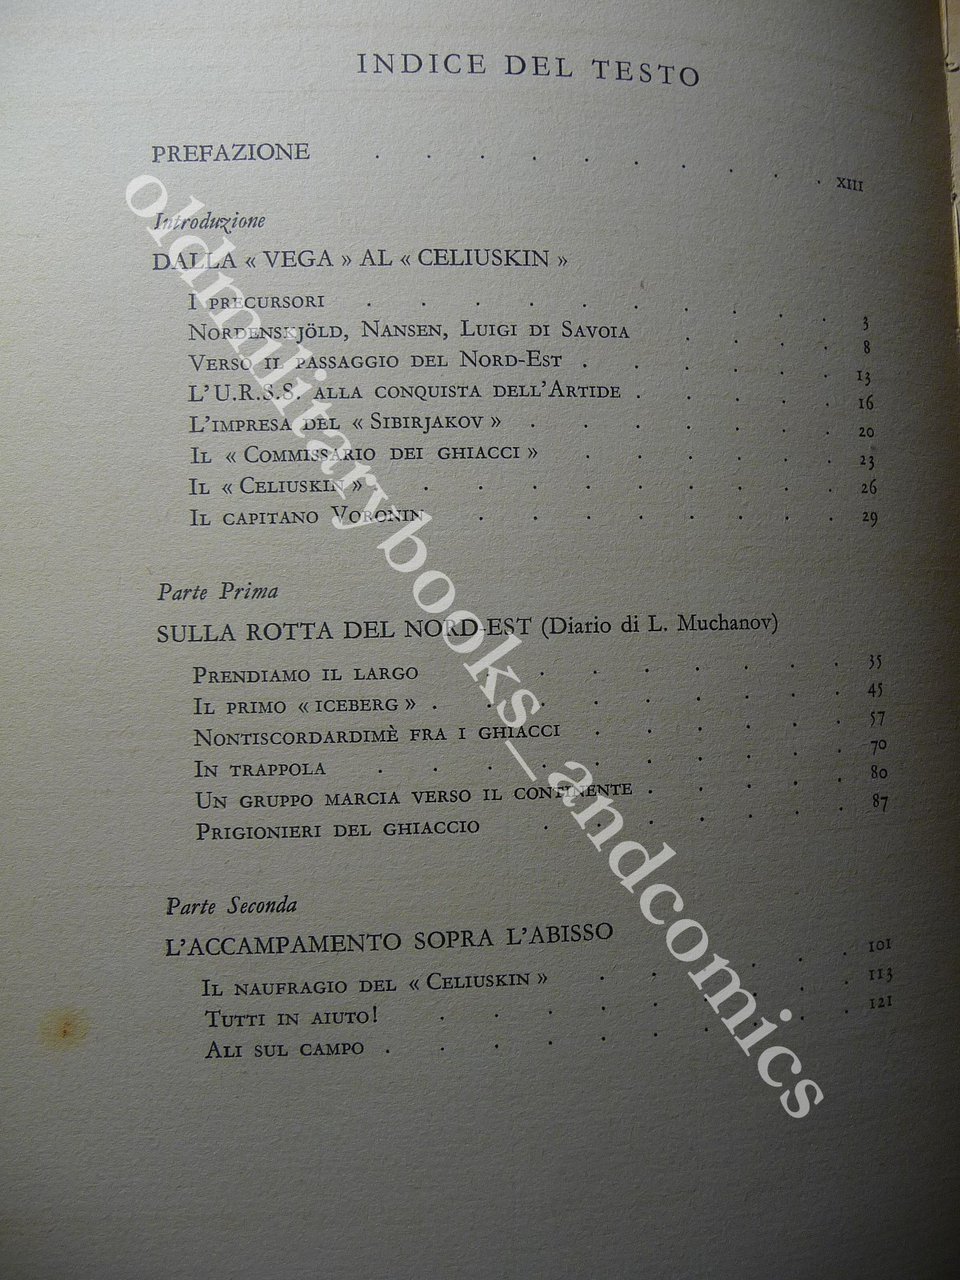 INDICE DEL TESTO
PREFAZIONE . . . . . . . . . XIII
Introduzione
DALLA « VEGA » AL « CELIUSKIN »
I PRECURSORI . . . . . . . . . 3
NORDENSKJÖLD, NANSEN, LUIGI DI SAVOIA . . . . 8
VERSO IL PASSAGGIO DEL NORD-EST . . . . . 13
L'U.R.S.S. ALLA CONQUISTA DELL'ARTIDE . . . . . 16
L'IMPRESA DEL « SIBIRJAKOV » . . . . . . 20
IL « COMMISSARIO DEI GHIACCI » . . . . . . 23
IL « CELIUSKIN » . . . . . . . . . 26
IL CAPITANO VORONIN . . . . . . . 29
Parte Prima
SULLA ROTTA DEL NORD-EST (Diario di L. Muchanov)
PRENDIAMO IL LARGO . . . . . . . 35
IL PRIMO « ICEBERG » . . . . . . . . 45
NONTISCORDARDIMÈ FRA I GHIACCI . . . . . 57
IN TRAPPOLA . . . . . . . . . 70
UN GRUPPO MARCIA VERSO IL CONTINENTE . . . . . 80
PRIGIONIERI DEL GHIACCIO . . . . . . . 87
Parte Seconda
L'ACCAMPAMENTO SOPRA L'ABISSO
IL NAUFRAGIO DEL « CELIUSKIN » . . . . . . 101
TUTTI IN AIUTO! . . . . . . . . . 113
ALI SUL CAMPO . . . . . . . . . 121
oldmilitarybooks_andcomics